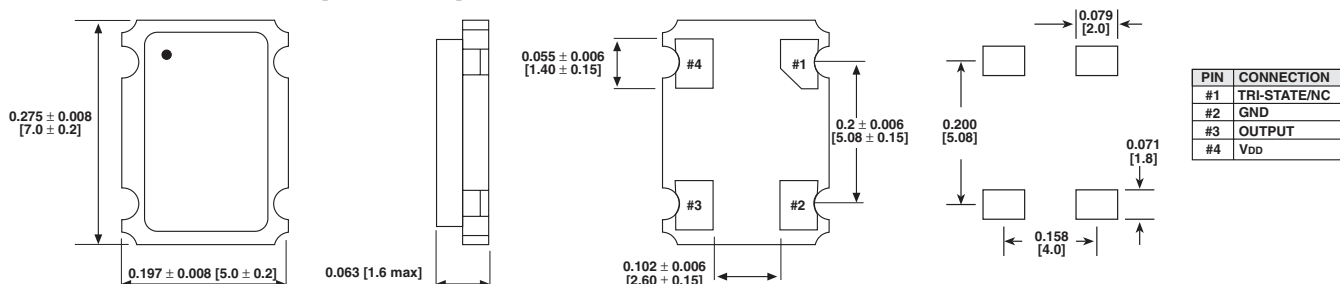 0.275 ± 0.008
[7.0 ± 0.2]
0.197 ± 0.008 [5.0 ± 0.2]
0.063 [1.6 max]
0.055 ± 0.006
[1.40 ± 0.15]
#4
#1
#3
#2
0.2 ± 0.006
[5.08 ± 0.15]
0.102 ± 0.006
[2.60 ± 0.15]
0.079
[2.0]
0.200
[5.08]
0.071
[1.8]
0.158
[4.0]
PIN CONNECTION
#1 TRI-STATE/NC
#2 GND
#3 OUTPUT
#4 VDD